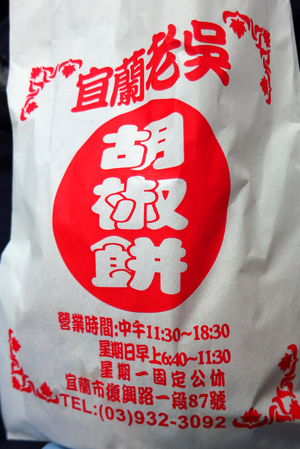 宜蘭老吳
胡椒餅
營業時間:中午11:30~18:30
星期日早上6:40~11:30
星期一固定公休
宜蘭市復興路一段87號
TEL:(03)932-3092